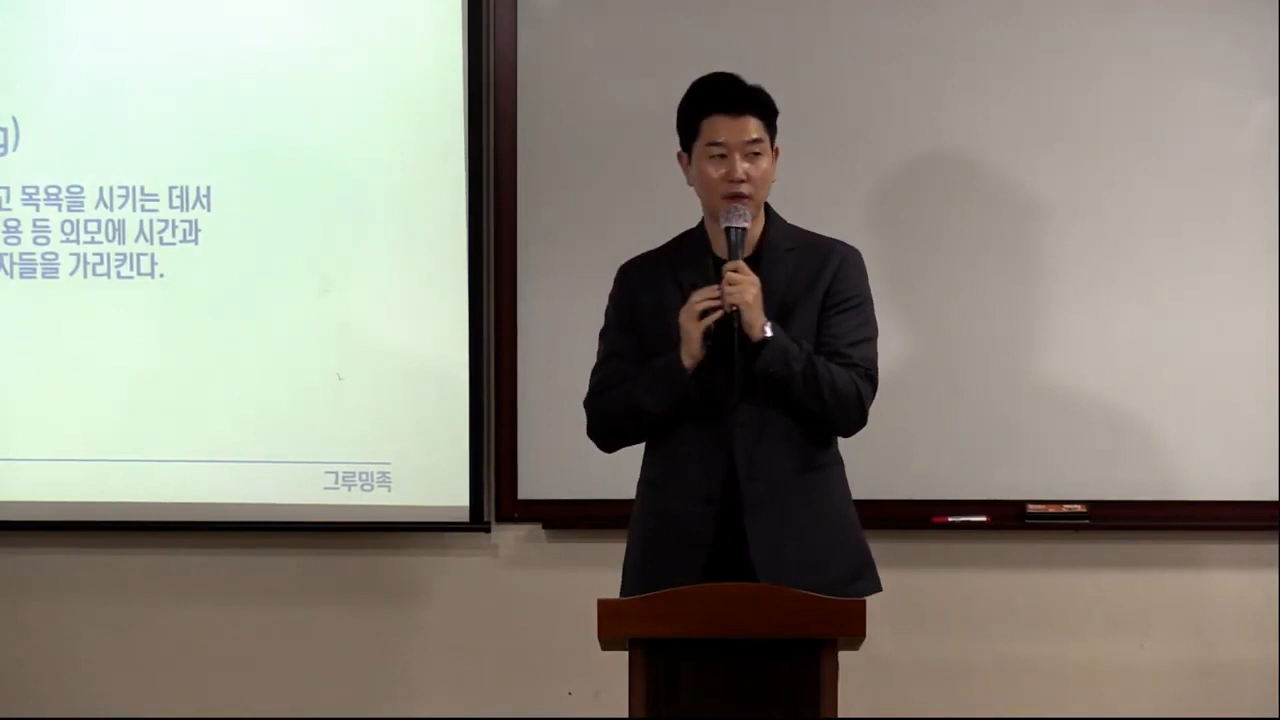 g)
고 목욕을 시키는 데서
용 등 외모에 시간과
자들을 가리킨다.
그루밍족